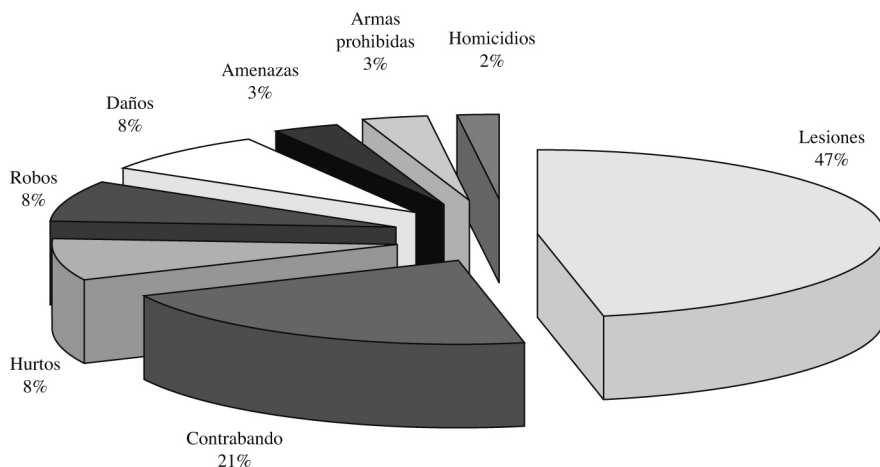 Armas
prohibidas
3%
Homicidios
2%
Amenazas
3%
Daños
8%
Lesiones
47%
Robos
8%
Hurtos
8%
Contrabando
21%